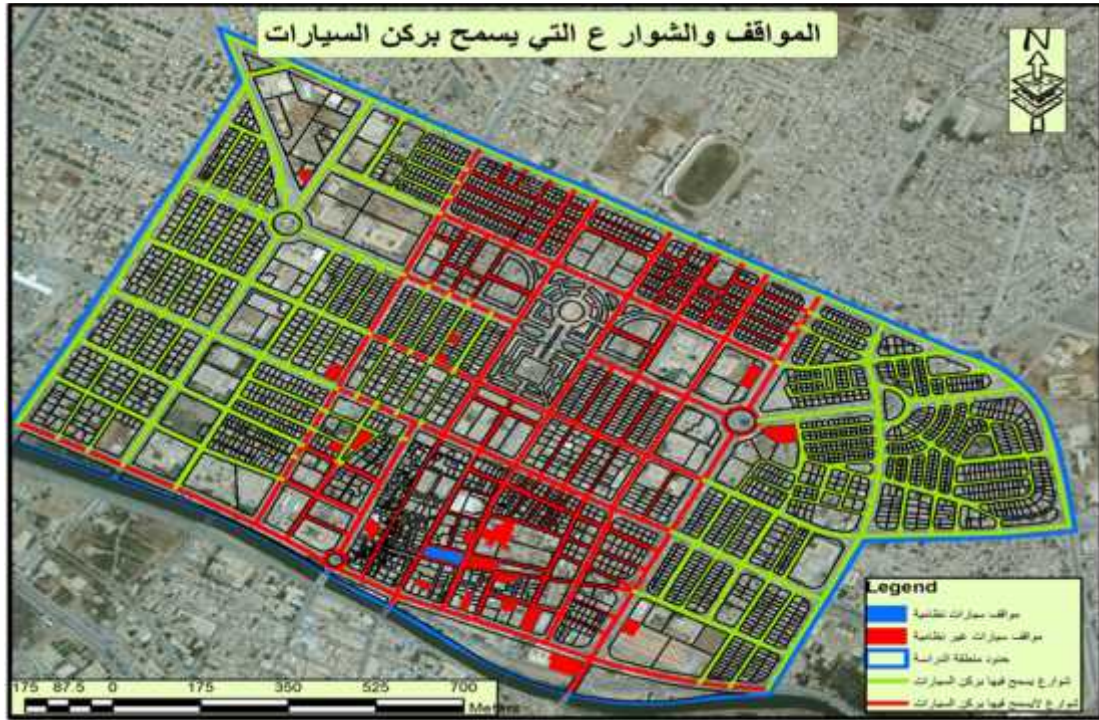 المواقف والشوارع التي يسمح بركن السيارات
N
Legend
مواقف سيارات نظامية
مواقف سيارات غير نظامية
حدود منطقة الدراسة
شوارع يسمح فيها بركن السيارات
شوارع لايسمح فيها بركن السيارات
175 87.5 0 175 350 525 700
Meters